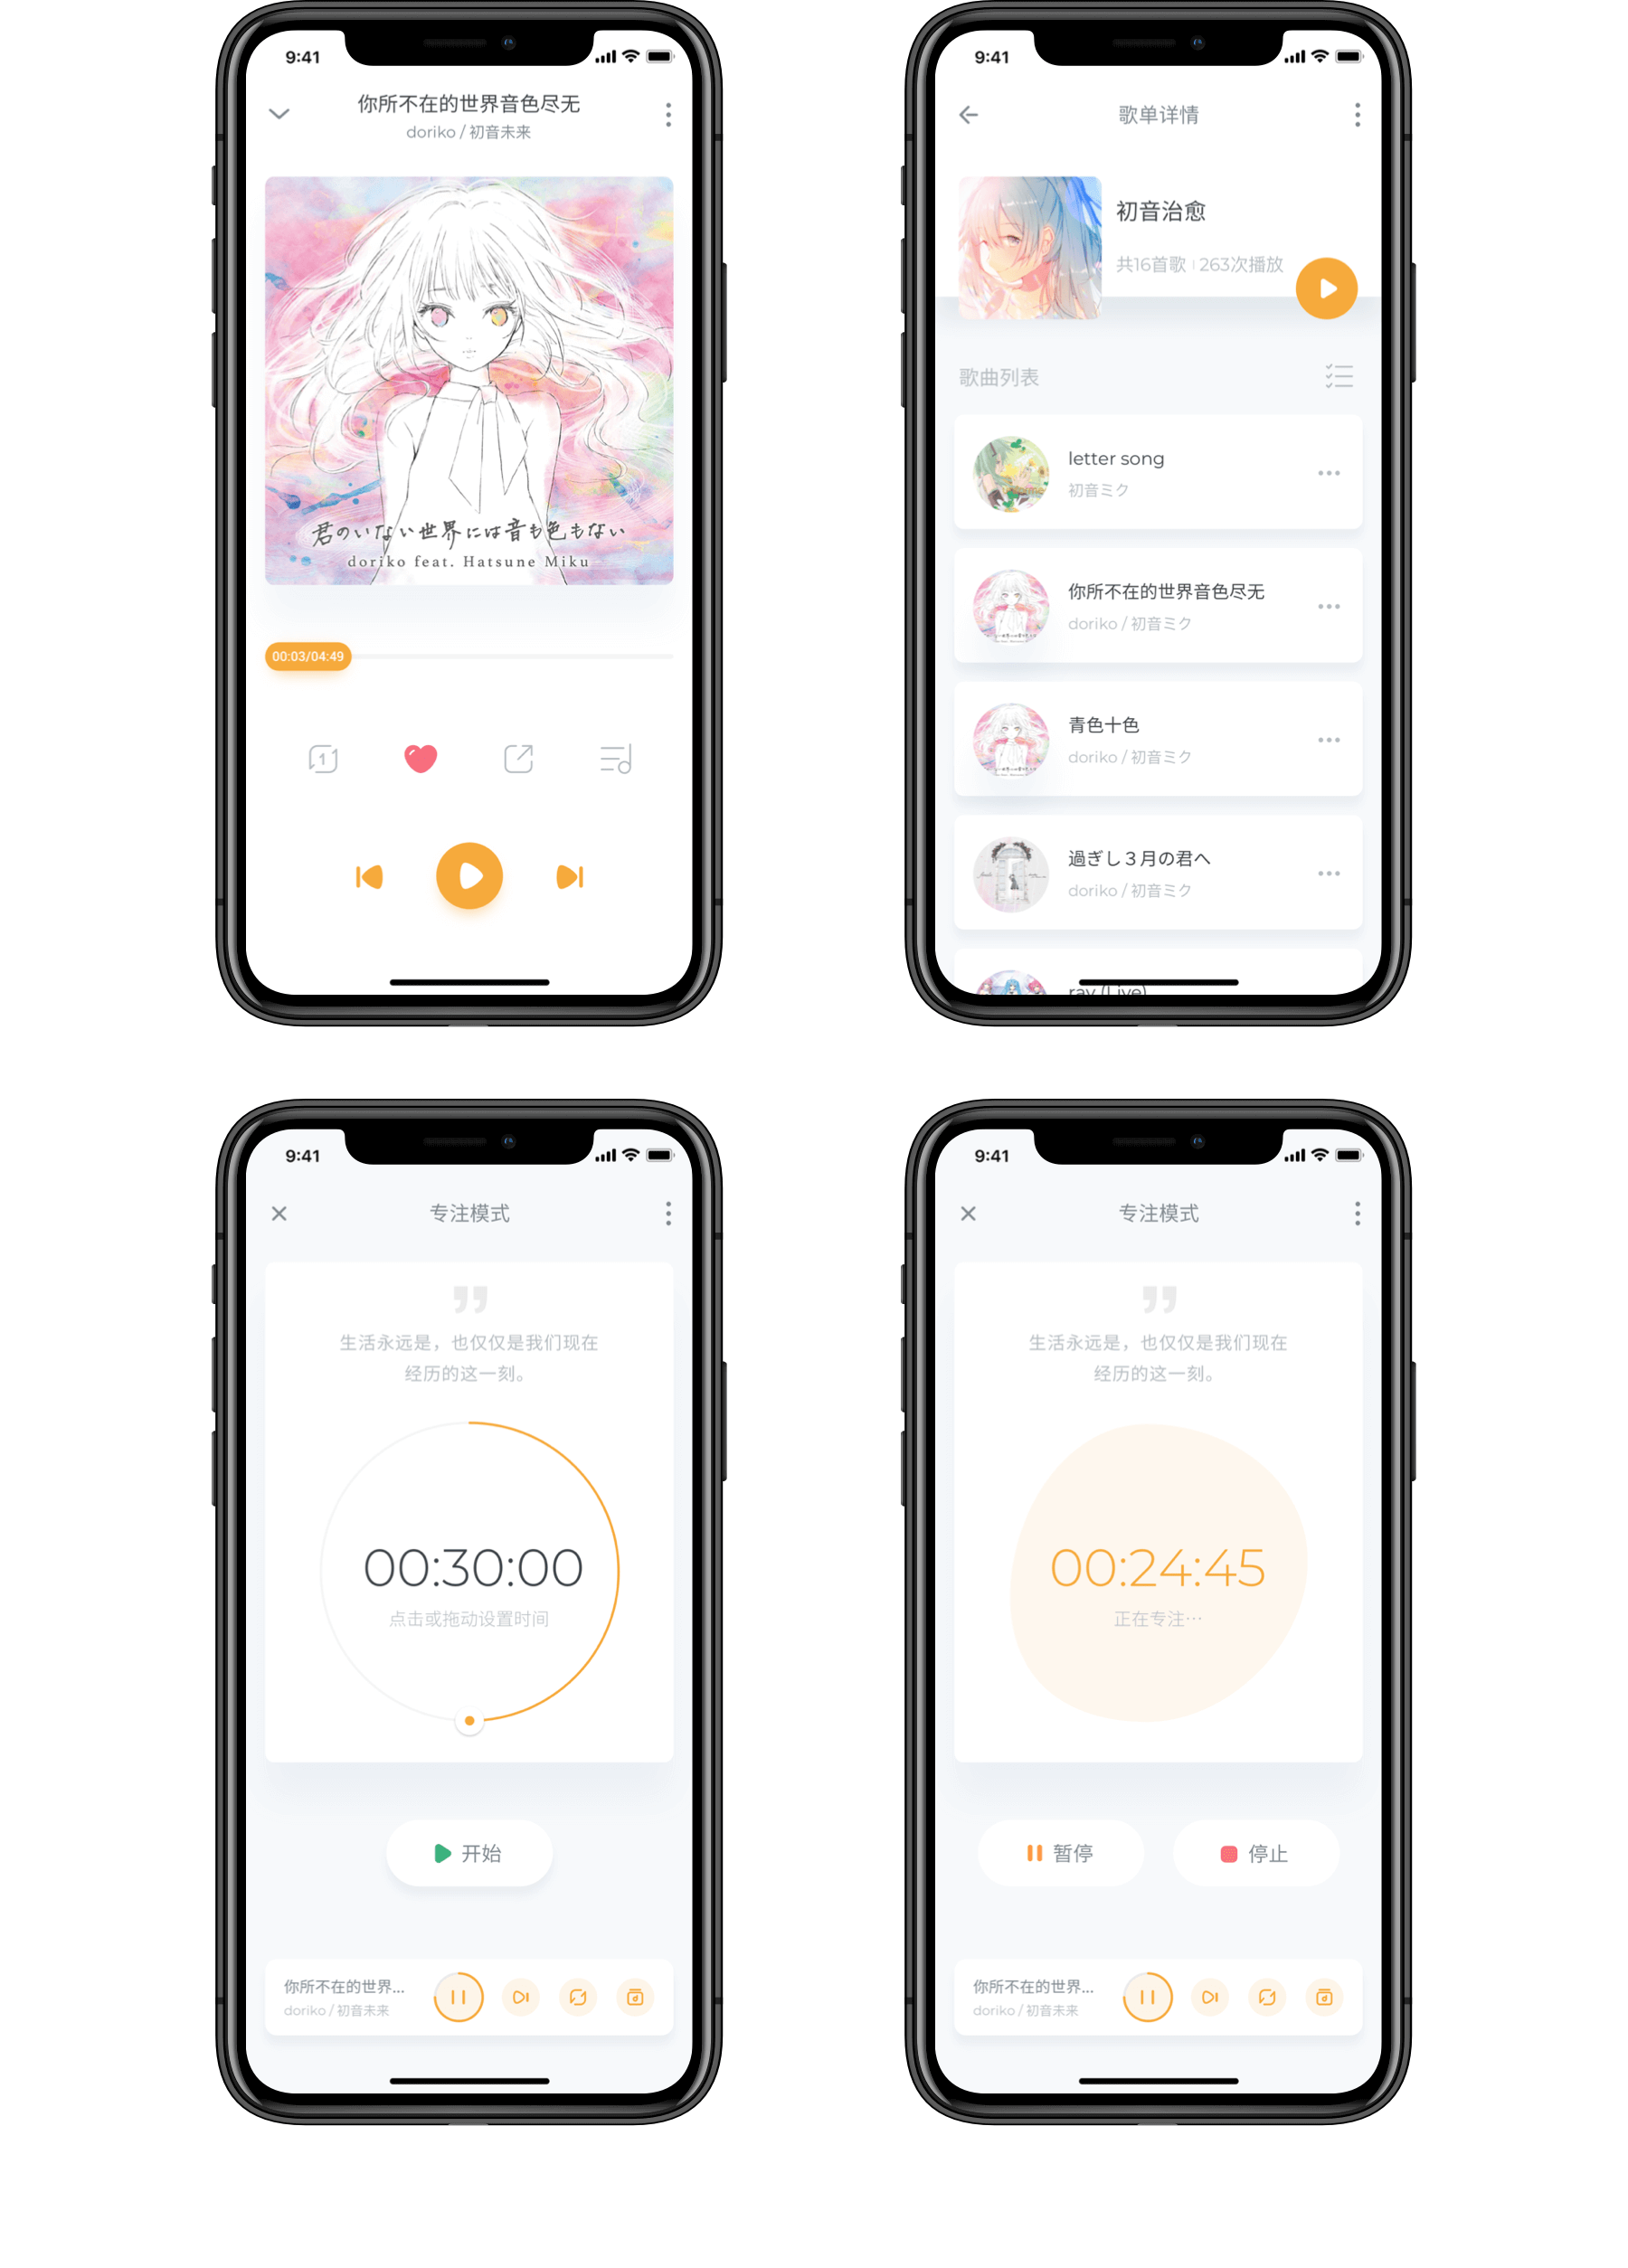 9:41
你所不在的世界音色尽无
doriko / 初音未来
君のいない世界には音も色もない
doriko feat. Hatsune Miku
00:03/04:49
1
9:41
歌单详情
初音治愈
共16首歌 | 263次播放
歌曲列表
letter song
初音ミク
你所不在的世界音色尽无
doriko / 初音ミク
青色十色
doriko / 初音ミク
過ぎし3月の君へ
doriko / 初音ミク
ray (Live)
9:41
专注模式
生活永远是，也仅仅是我们现在
经历的这一刻。
00:30:00
点击或拖动设置时间
开始
你所不在的世界...
doriko / 初音未来
9:41
专注模式
生活永远是，也仅仅是我们现在
经历的这一刻。
00:24:45
正在专注···
暂停
停止
你所不在的世界...
doriko / 初音未来